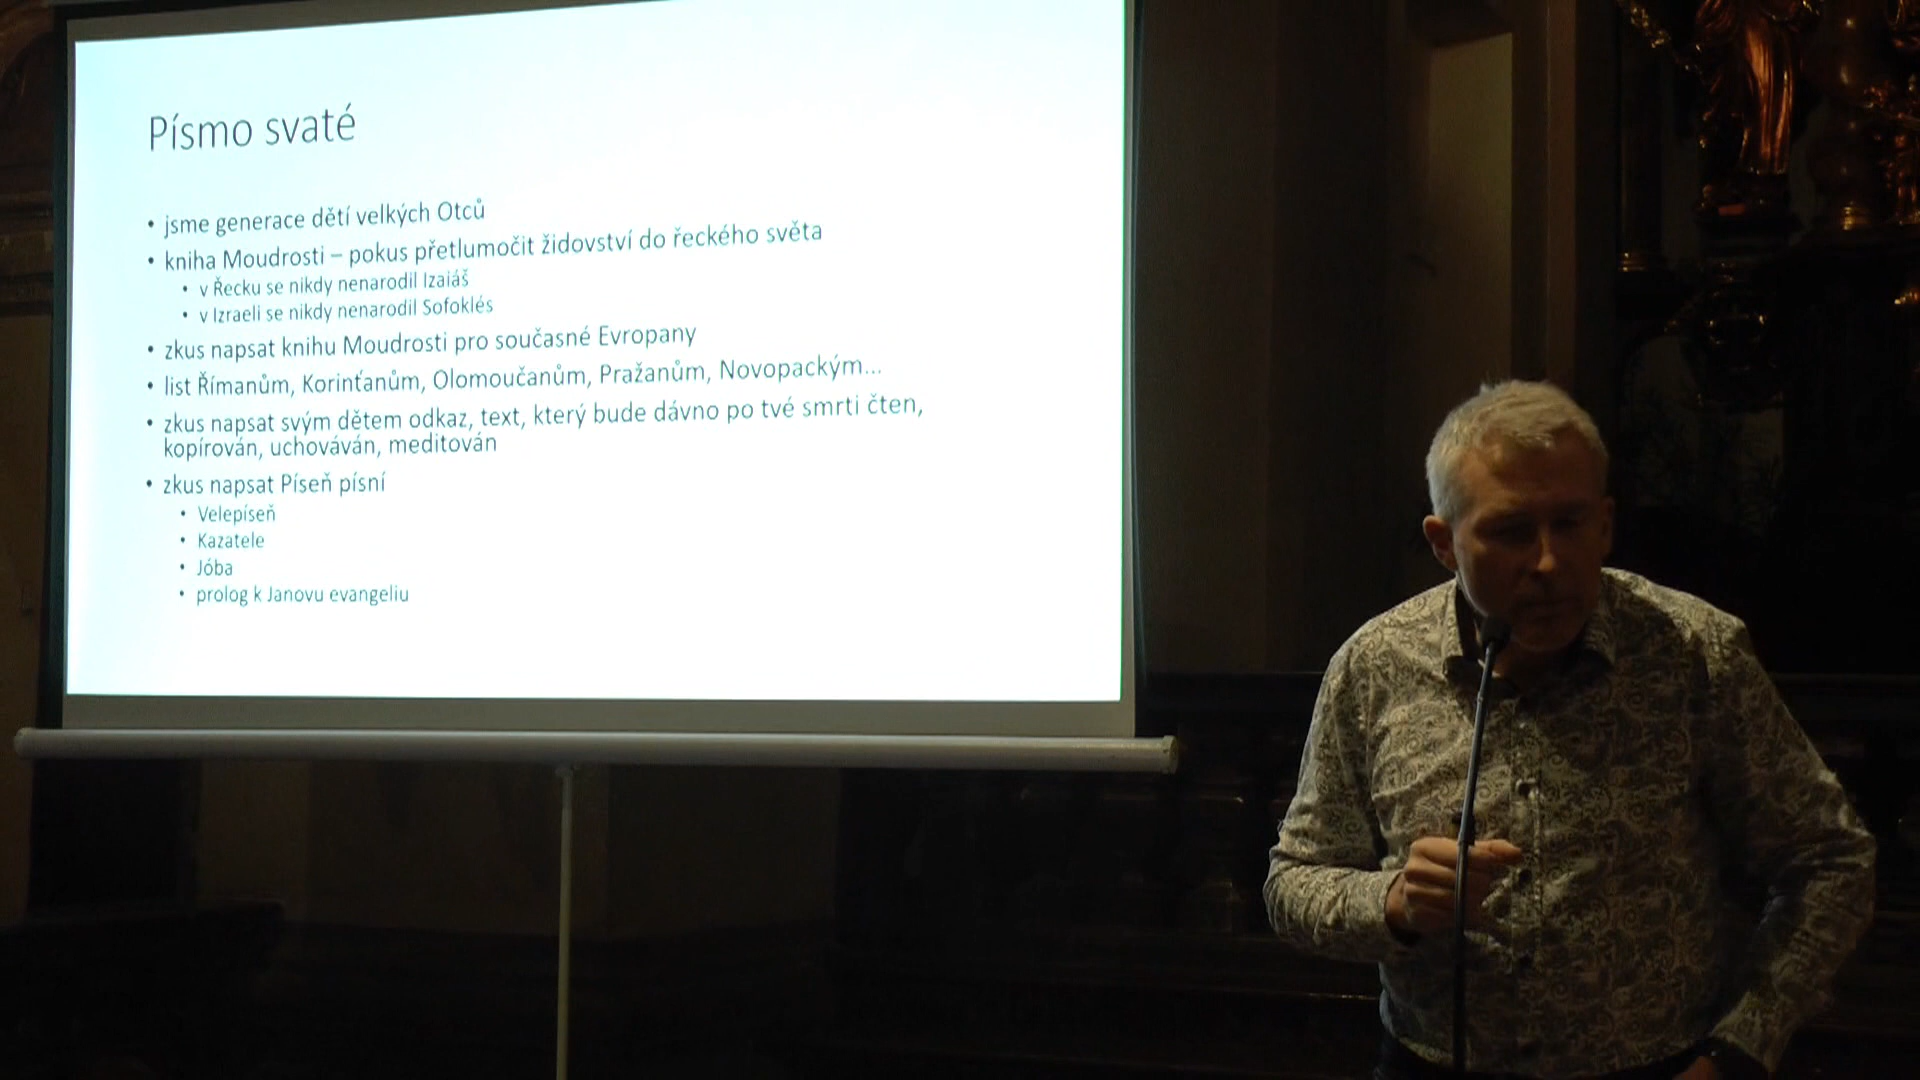 Písmo svaté
• jsme generace dětí velkých Otců
• kniha Moudrosti – pokus přetlumočit židovství do řeckého světa
• v Řecku se nikdy nenarodil Izaiáš
• v Izraeli se nikdy nenarodil Sofoklés
• zkus napsat knihu Moudrosti pro současné Evropany
• list Římanům, Korinťanům, Olomoučanům, Pražanům, Novopackým...
• zkus napsat svým dětem odkaz, text, který bude dávno po tvé smrti čten,
kopírován, uchováván, meditován
• zkus napsat Píseň písní
• Velepíseň
• Kazatele
• Jóba
• prolog k Janovu evangeliu